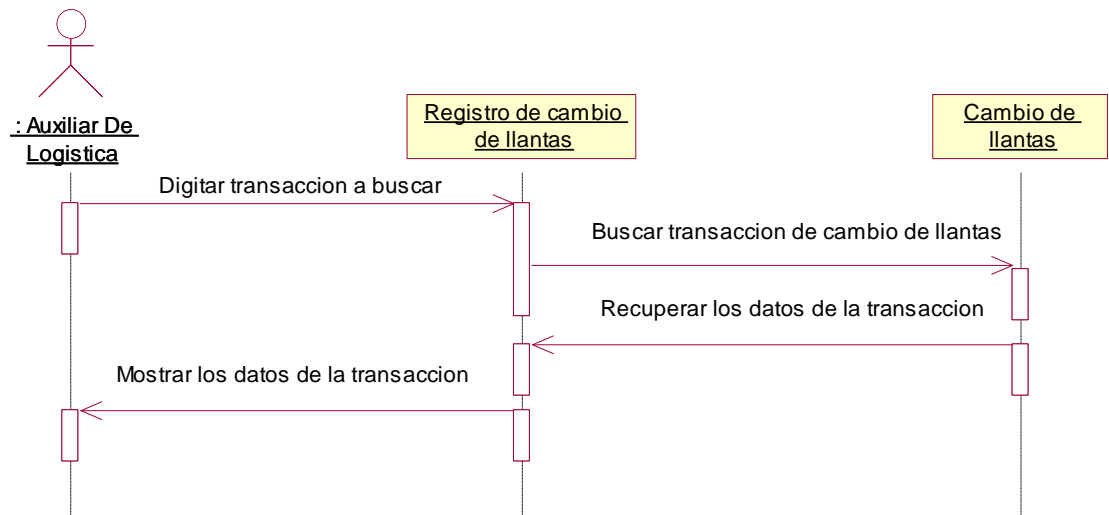 : Auxiliar De
Logistica
Registro de cambio
de llantas
Cambio de
llantas
Digitar transaccion a buscar
Buscar transaccion de cambio de llantas
Recuperar los datos de la transaccion
Mostrar los datos de la transaccion